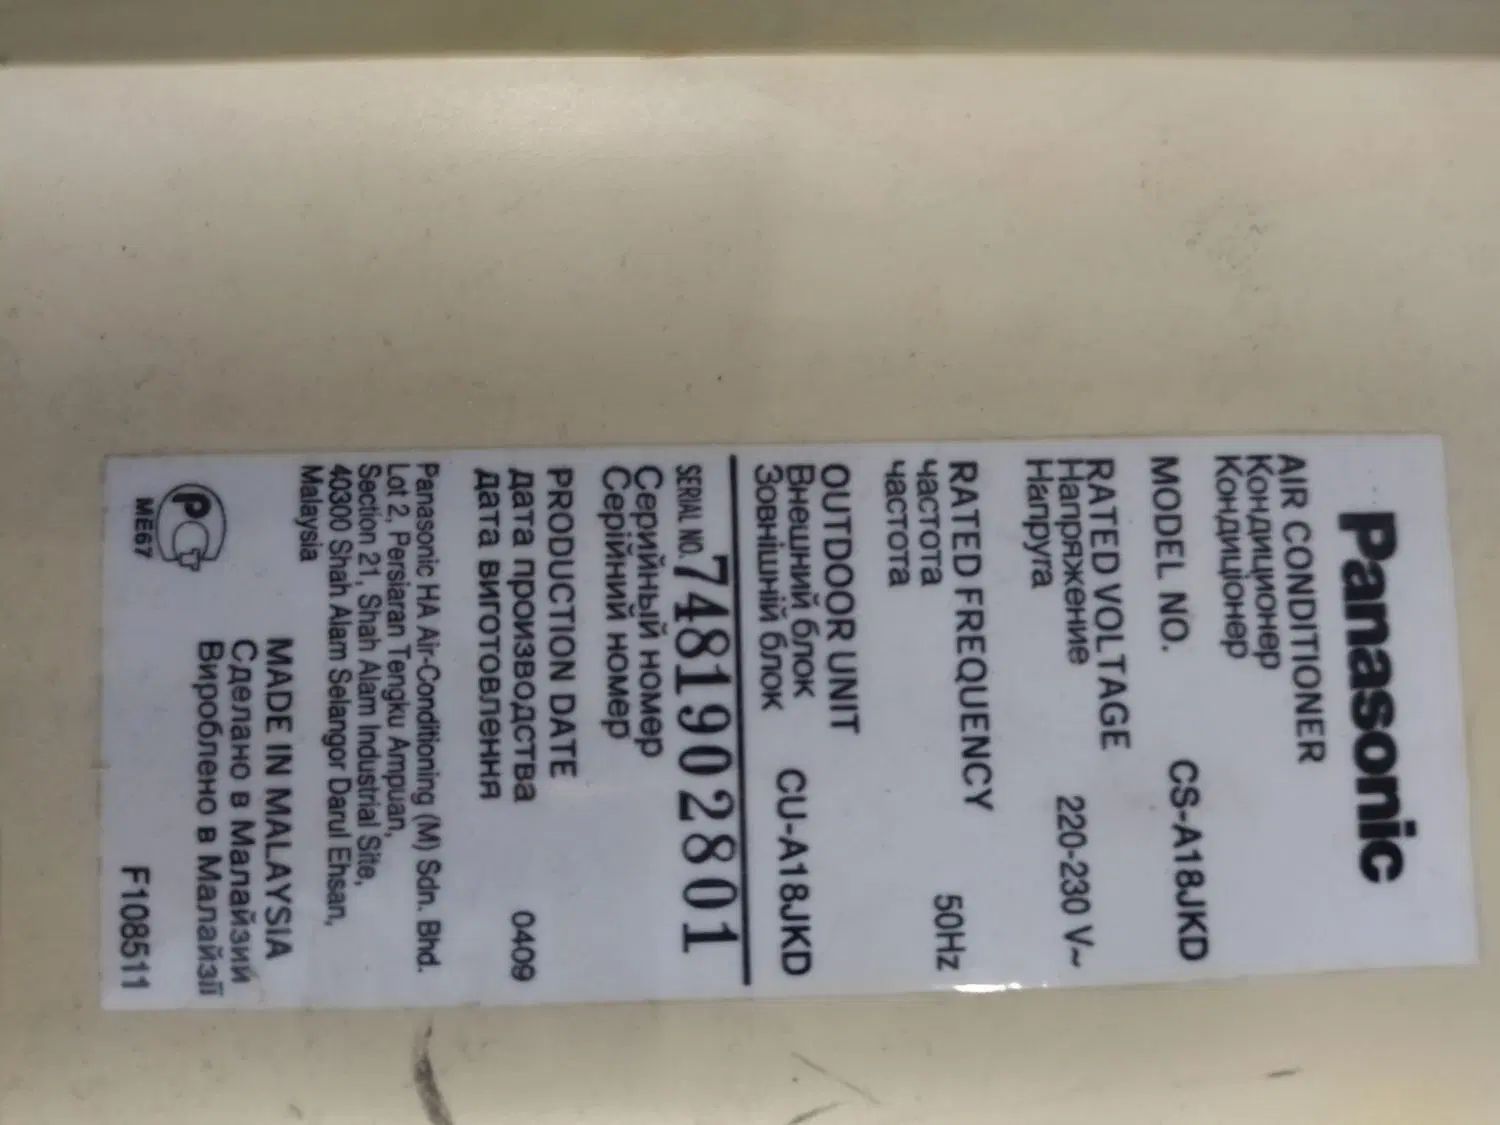 Panasonic
AIR CONDITIONER
Кондиционер
Кондиціонер
MODEL NO. CS-A18JKD
RATED VOLTAGE
Напряжение 220-230 V~
Напруга
RATED FREQUENCY
частота 50Hz
частота
OUTDOOR UNIT
Внешний блок CU-A18JKD
Зовнішній блок
SERIAL NO. 7481902801
Серийный номер
Серійний номер
PRODUCTION DATE
дата производства 0409
дата виготовлення
Panasonic HA Air-Conditioning (M) Sdn. Bhd.
Lot 2, Persiaran Tengku Ampuan,
Section 21, Shah Alam Industrial Site,
40300 Shah Alam Selangor Darul Ehsan,
Malaysia
MADE IN MALAYSIA
Сделано в Малайзии
Вироблено в Малайзії
РСТ
ME67
F108511